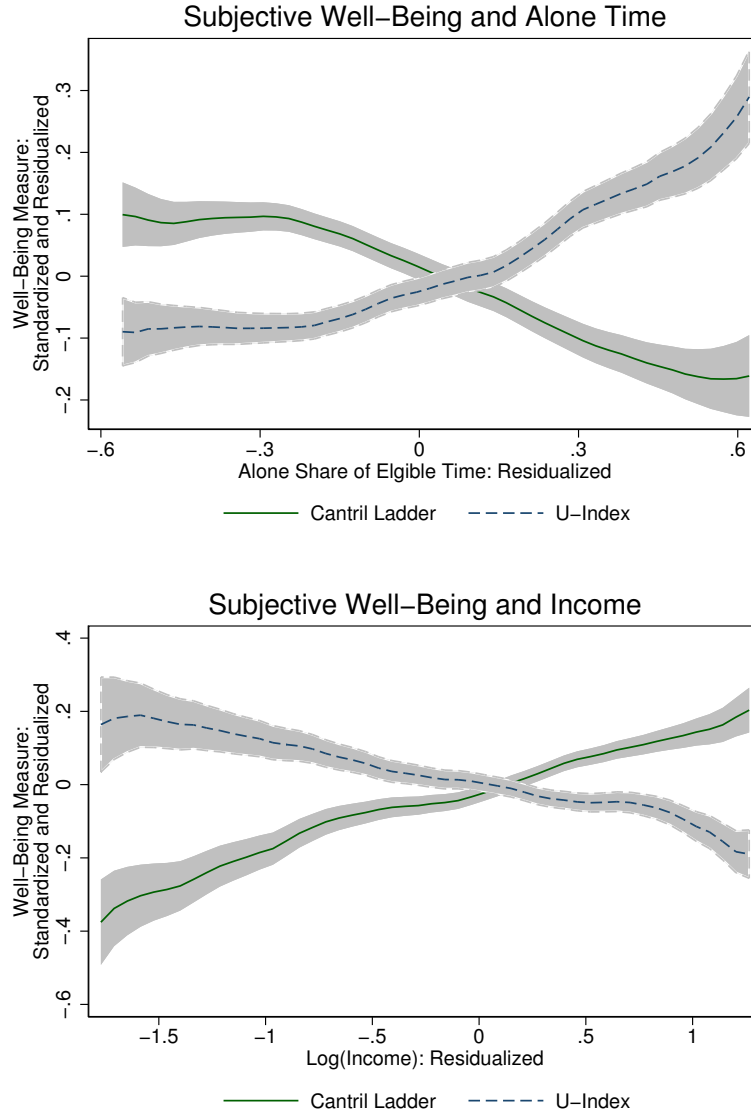 Subjective Well−Being and Alone Time
Well−Being Measure:
Standardized and Residualized
.3
.2
.1
0
−.1
−.2
−.6
−.3
0
.3
.6
Alone Share of Elgible Time: Residualized
Cantril Ladder
U−Index
Subjective Well−Being and Income
Well−Being Measure:
Standardized and Residualized
.4
.2
0
−.2
−.4
−.6
−1.5
−1
−.5
0
.5
1
Log(Income): Residualized
Cantril Ladder
U−Index